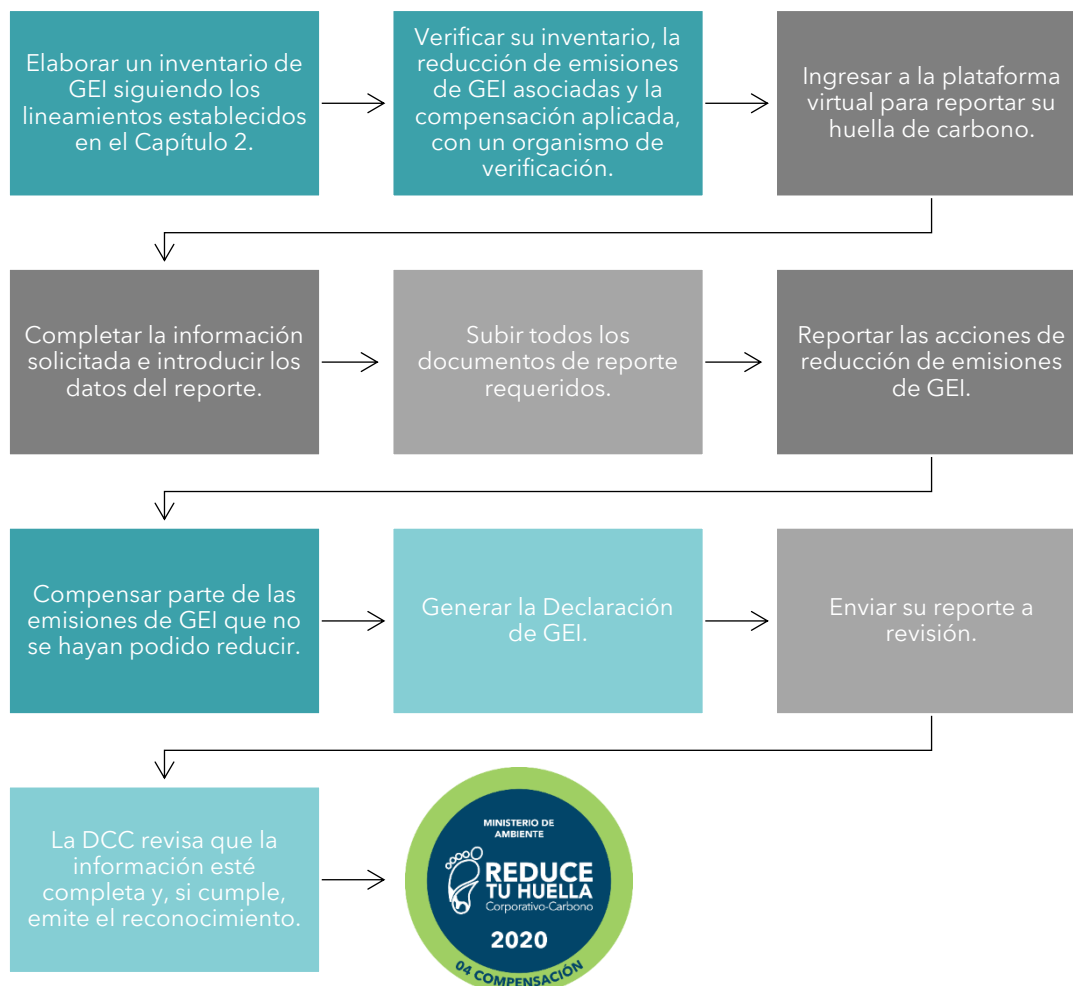 Elaborar un inventario de
GEI siguiendo los
lineamientos establecidos
en el Capítulo 2.
Verificar su inventario, la
reducción de emisiones
de GEI asociadas y la
compensación aplicada,
con un organismo de
verificación.
Ingresar a la plataforma
virtual para reportar su
huella de carbono.
Completar la información
solicitada e introducir los
datos del reporte.
Subir todos los
documentos de reporte
requeridos.
Reportar las acciones de
reducción de emisiones
de GEI.
Compensar parte de las
emisiones de GEI que no
se hayan podido reducir.
Generar la Declaración
de GEI.
Enviar su reporte a
revisión.
La DCC revisa que la
información esté
completa y, si cumple,
emite el reconocimiento.
MINISTERIO DE
AMBIENTE
REDUCE
TU HUELLA
Corporativo-Carbono
2020
04 COMPENSACIÓN